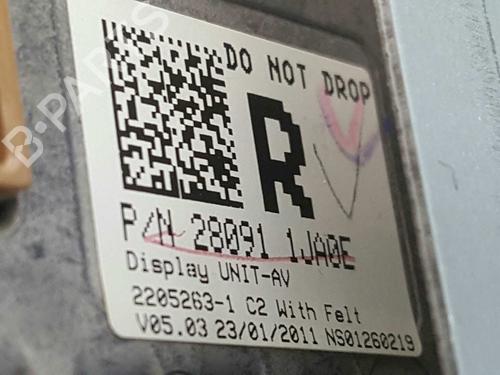 DO NOT DROP
R
P/N 28091 1JA0E
Display UNIT-AV
2205263-1 C2 With Felt
V05.03 23/01/2011 NS01260219
B-PARTS